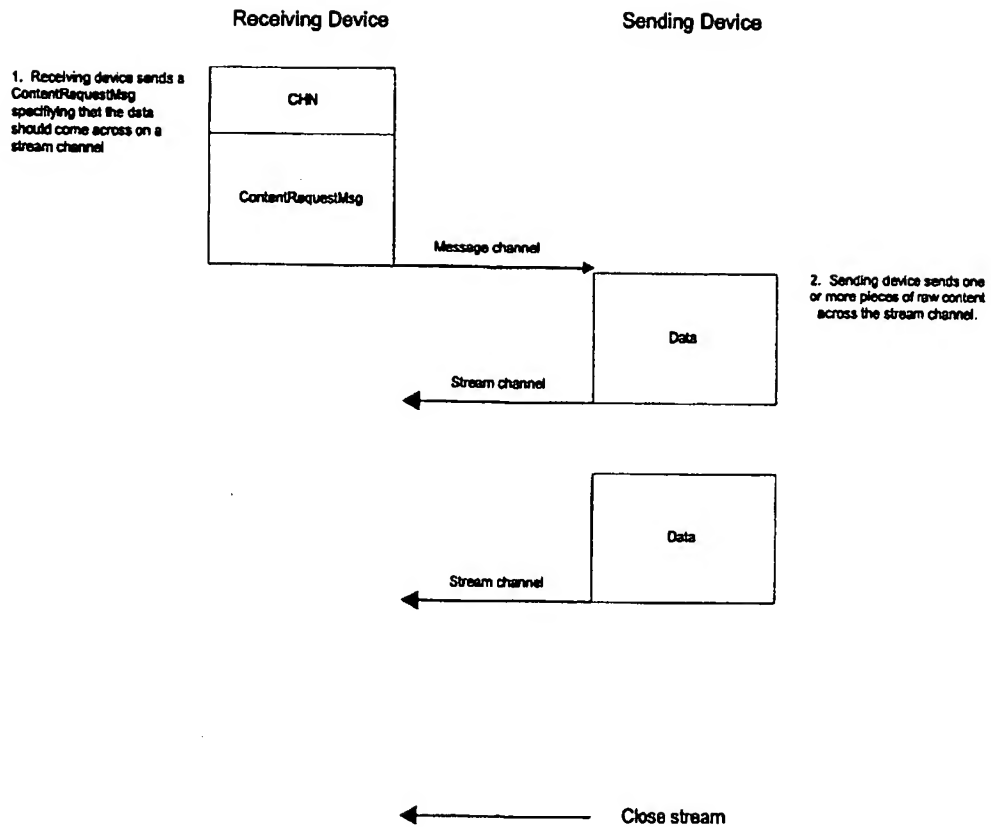 Receiving Device
Sending Device
1. Receiving device sends a
ContentRequestMsg
specifiying that the data
should come across on a
stream channel
CHN
ContentRequestMsg
Message channel
2. Sending device sends one
or more pieces of raw content
across the stream channel.
Data
Stream channel
Data
Stream channel
Close stream